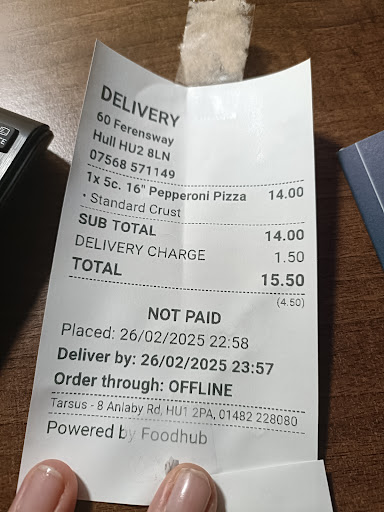 DELIVERY
60 Ferensway
Hull HU2 8LN
07568 571149
1x 5c. 16" Pepperoni Pizza 14.00
• Standard Crust
SUB TOTAL 14.00
DELIVERY CHARGE 1.50
TOTAL 15.50
(4.50)
NOT PAID
Placed: 26/02/2025 22:58
Deliver by: 26/02/2025 23:57
Order through: OFFLINE
Tarsus - 8 Anlaby Rd, HU1 2PA, 01482 228080
Powered by Foodhub